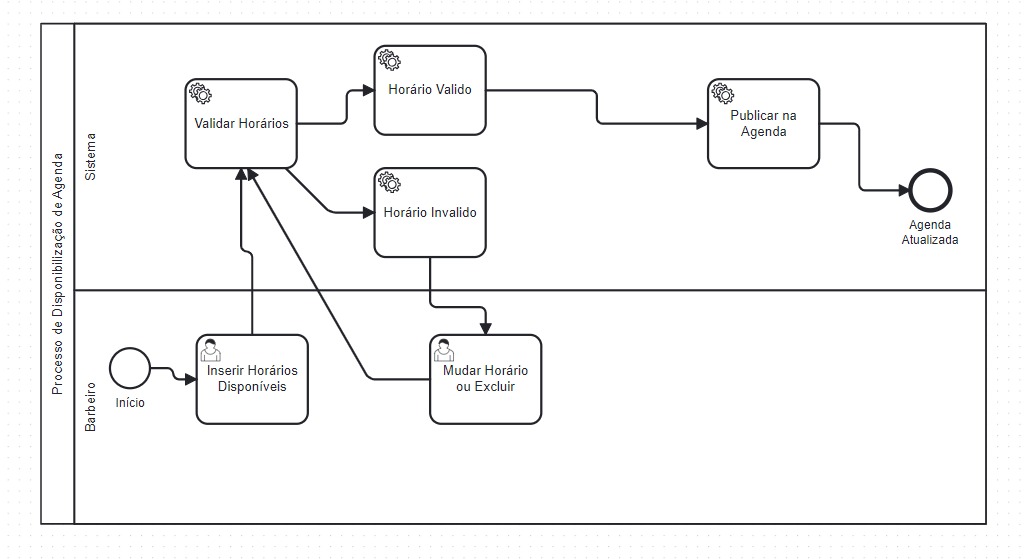 Processo de Disponibilização de Agenda
Sistema
Validar Horários
Horário Valido
Horário Invalido
Publicar na
Agenda
Agenda
Atualizada
Barbeiro
Início
Inserir Horários
Disponíveis
Mudar Horário
ou Excluir